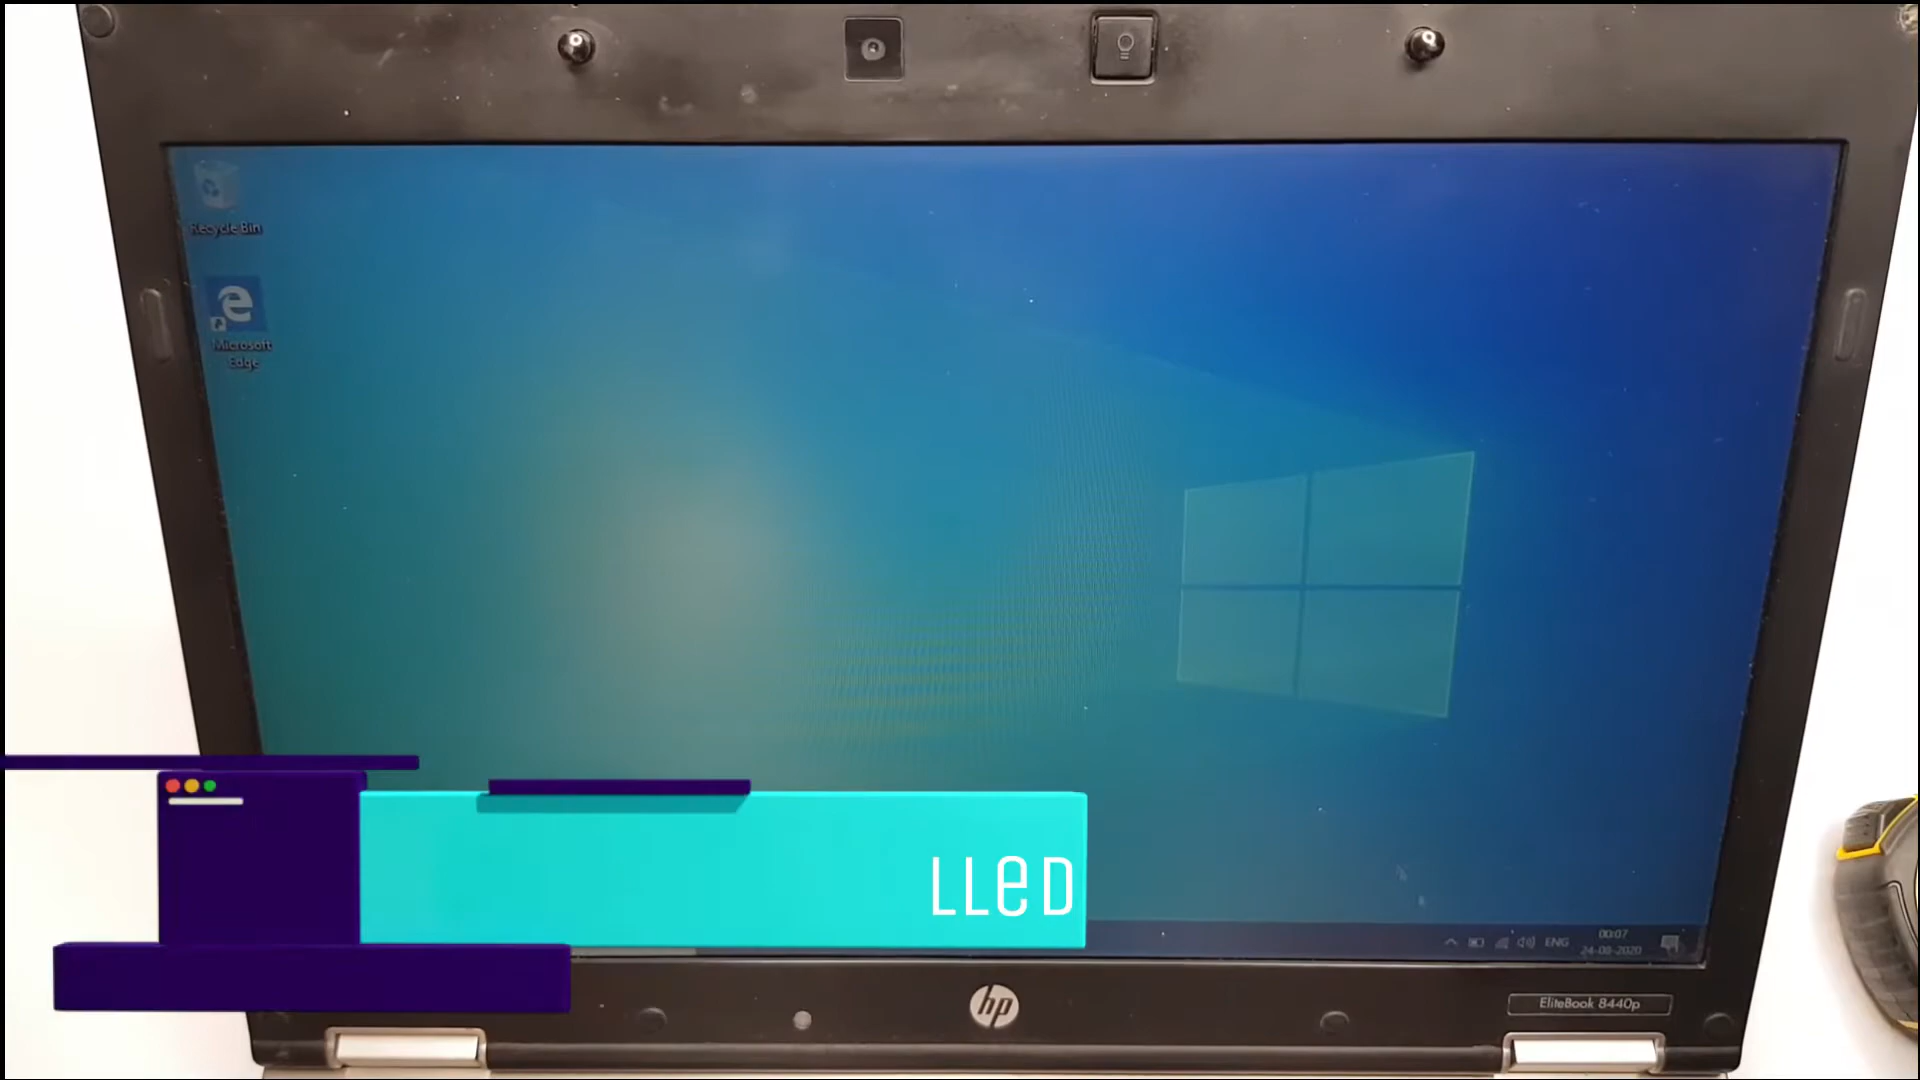 Recycle Bin
Microsoft
Edge
LLeD
ENG
00:07
24-08-2020
hp
EliteBook 8440p